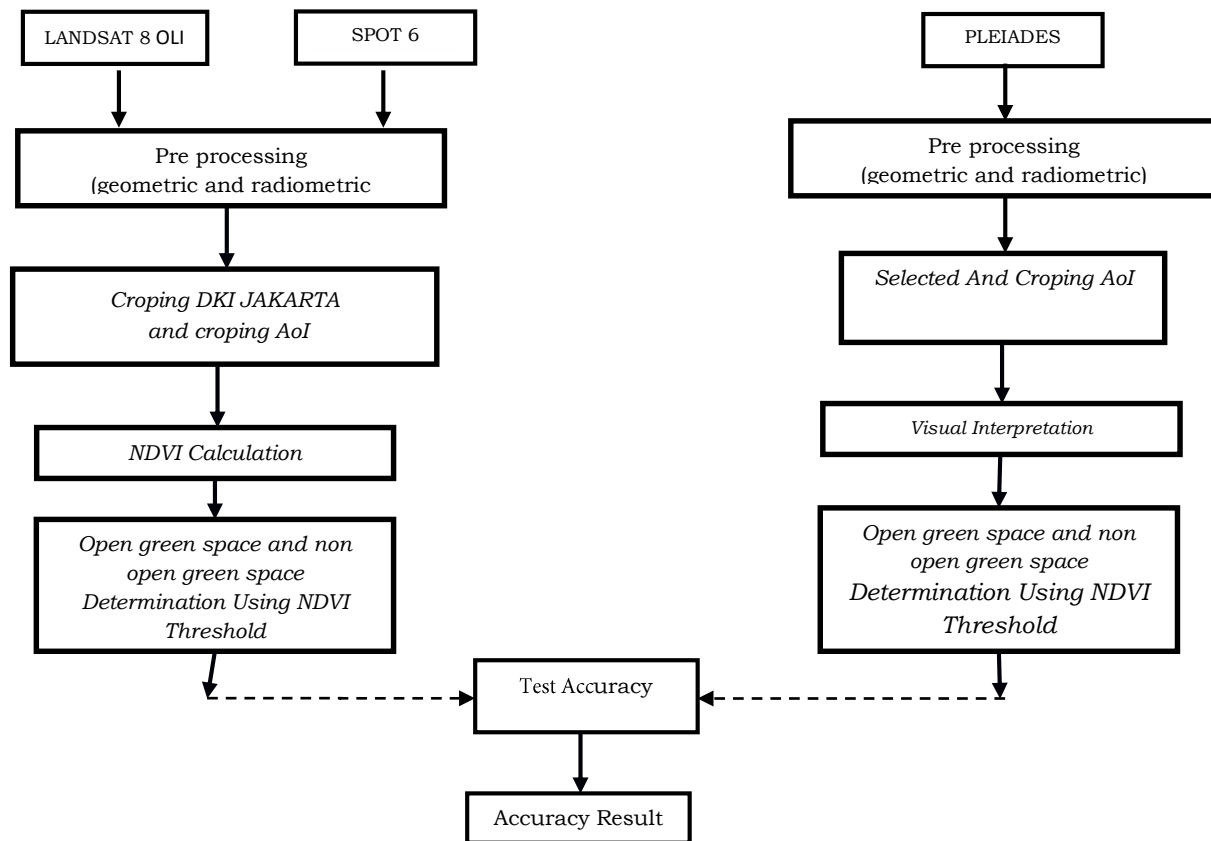 LANDSAT 8 OLI
SPOT 6
PLEIADES
Pre processing
(geometric and radiometric
Pre processing
(geometric and radiometric)
Croping DKI JAKARTA
and croping AoI
Selected And Croping AoI
NDVI Calculation
Visual Interpretation
Open green space and non
open green space
Determination Using NDVI
Threshold
Open green space and non
open green space
Determination Using NDVI
Threshold
Test Accuracy
Accuracy Result